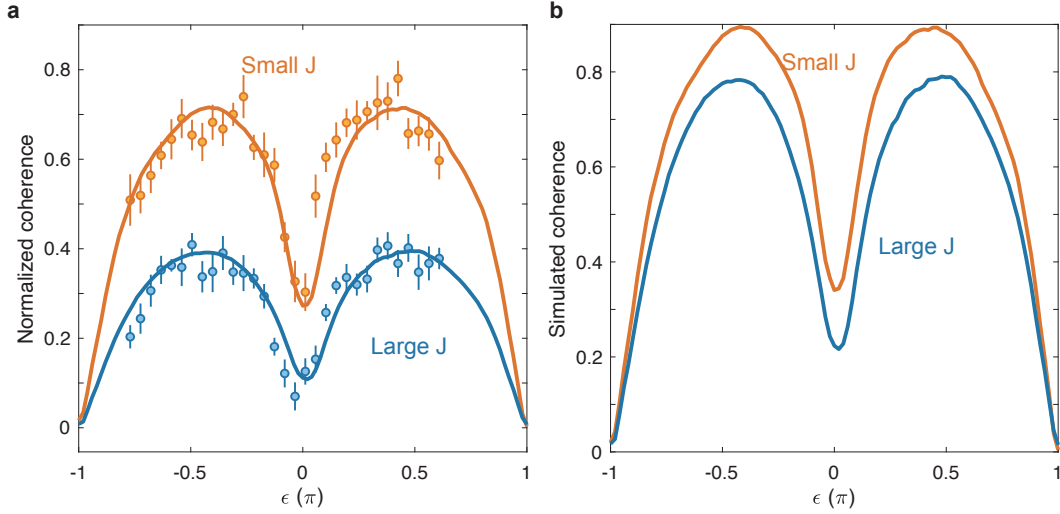 a
Normalized coherence
0.8
0.6
0.4
0.2
0
Small J
Large J
-1
-0.5
0
0.5
1
ϵ (π)
b
Simulated coherence
0.8
0.6
0.4
0.2
0
Small J
Large J
-1
-0.5
0
0.5
1
ϵ (π)